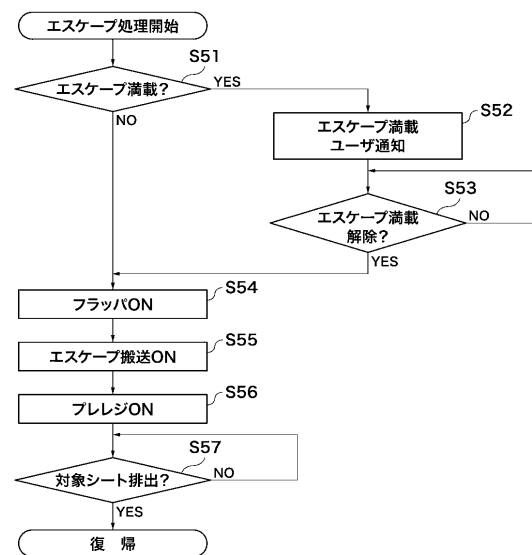 エスケープ処理開始
S51
エスケープ満載？
YES
NO
S52
エスケープ満載
ユーザ通知
S53
エスケープ満載
解除？
NO
YES
S54
フラッパON
S55
エスケープ搬送ON
S56
プレレジON
S57
対象シート排出？
NO
YES
復　帰